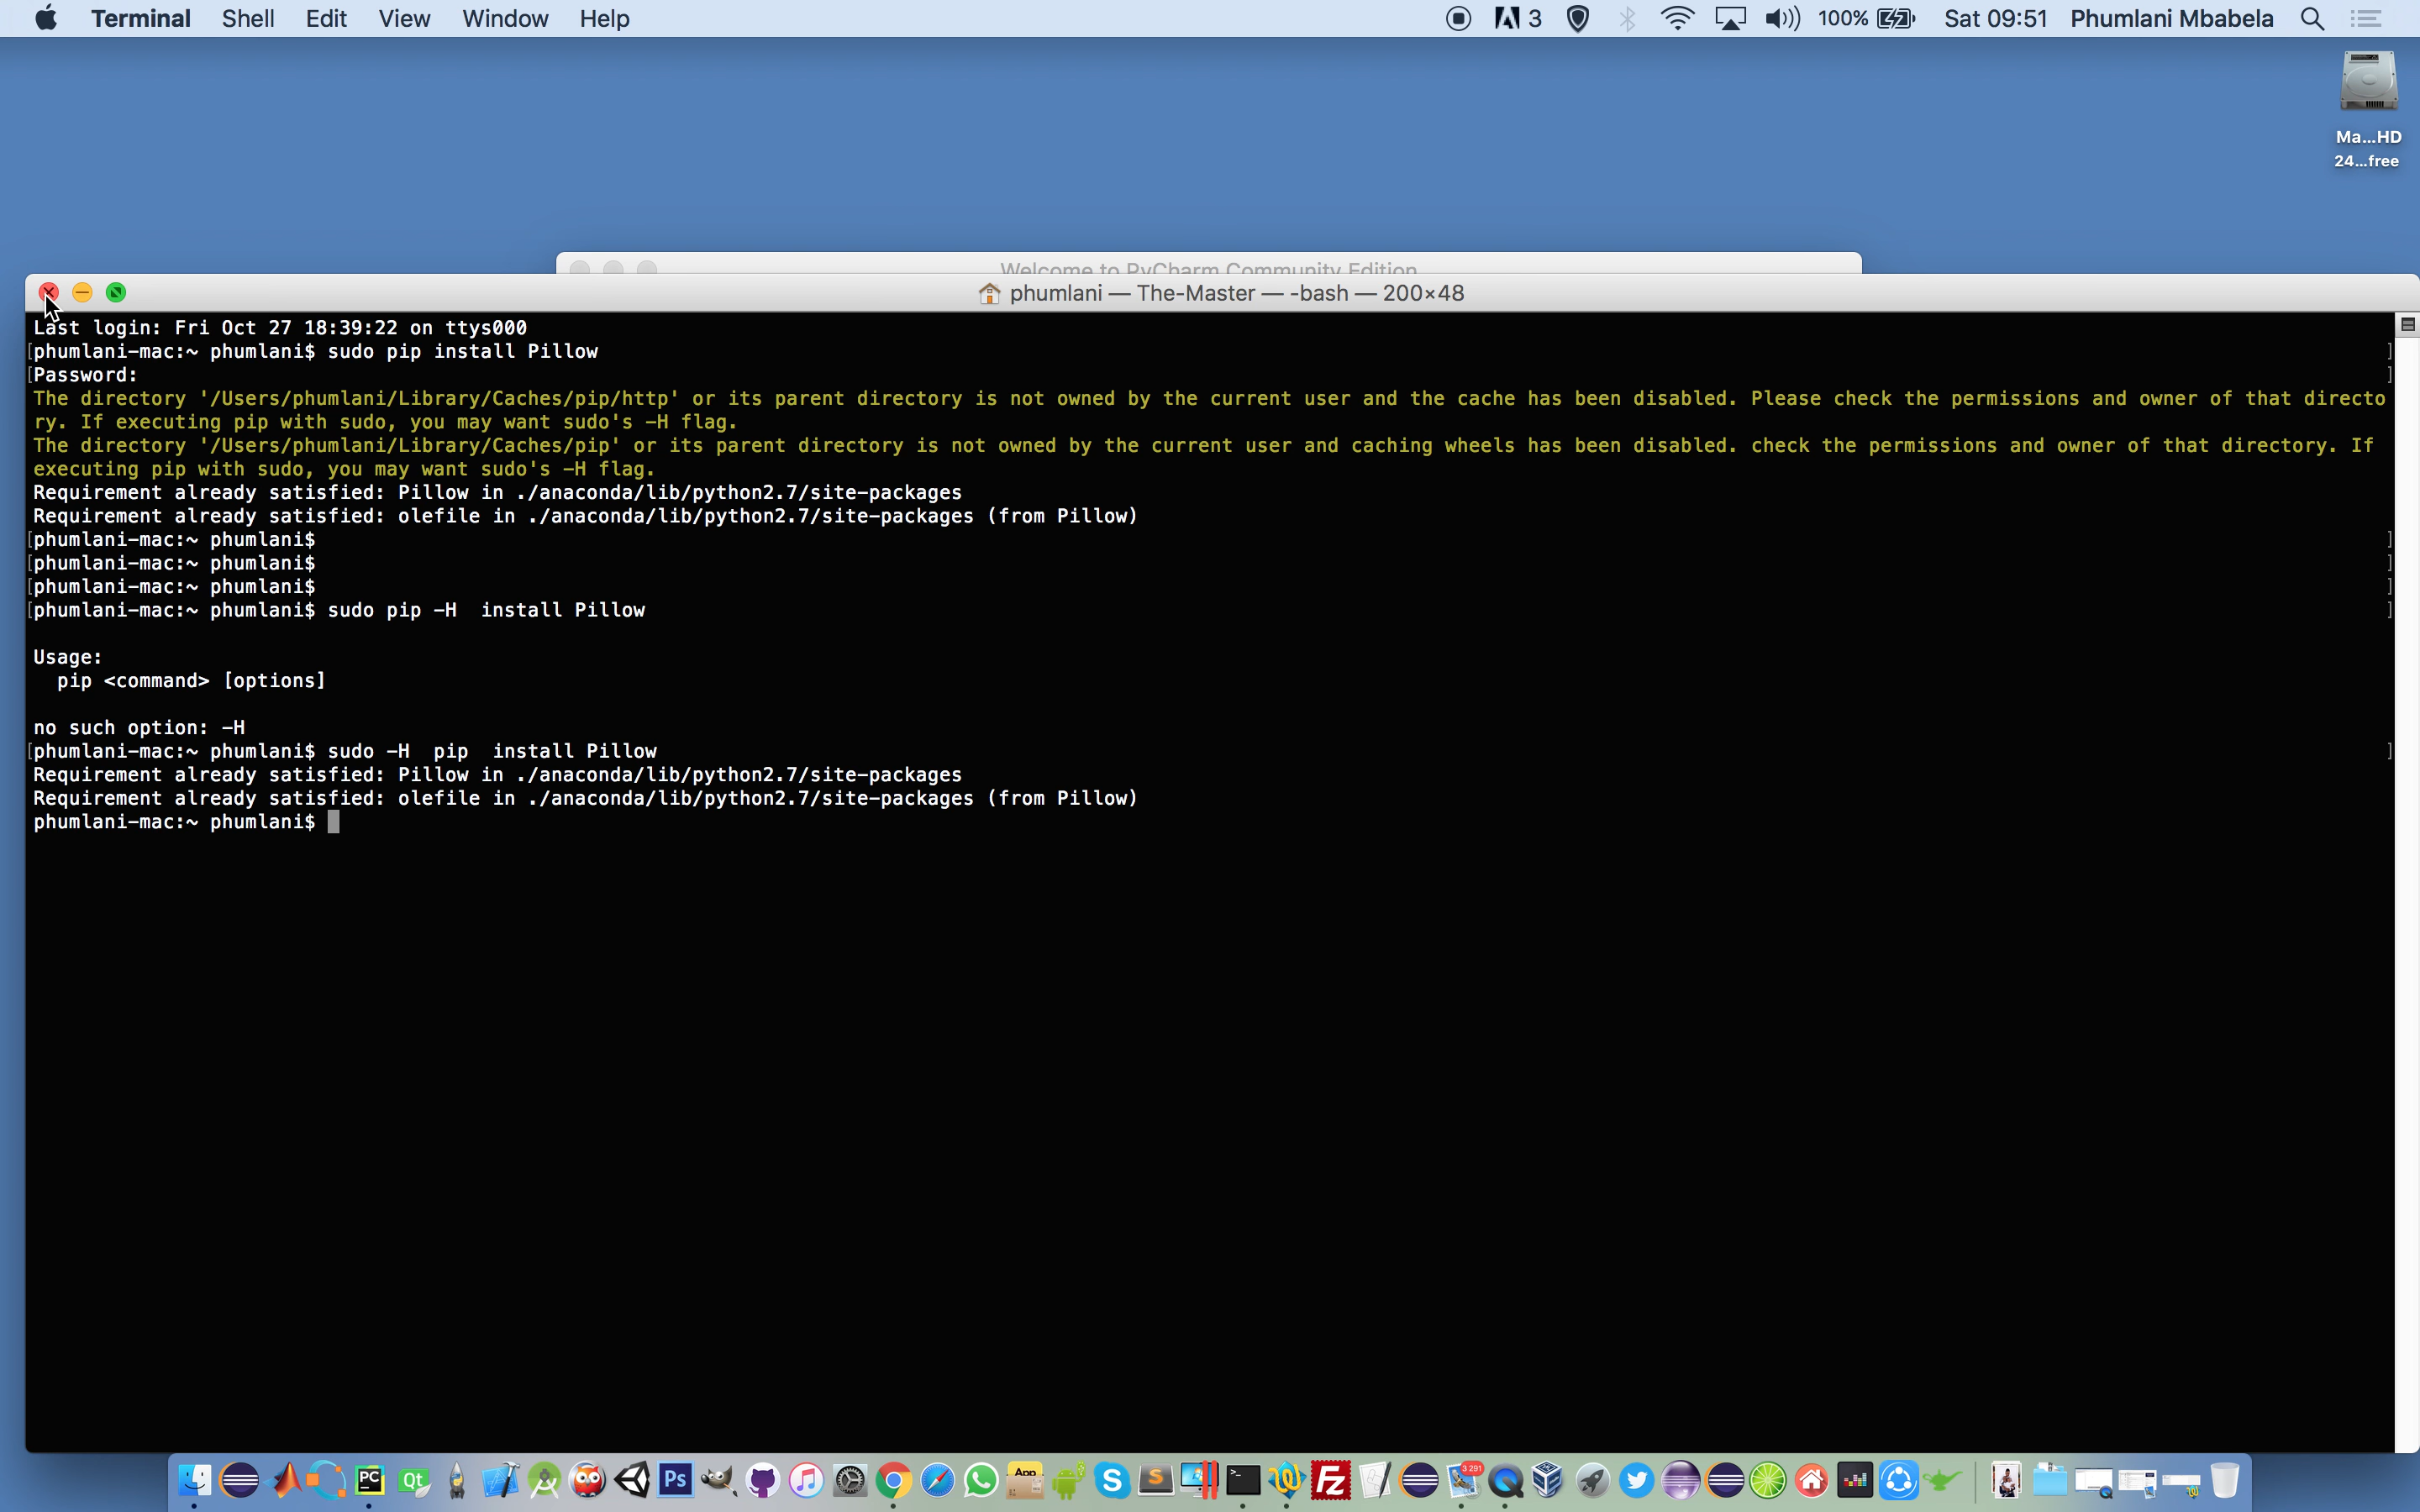 Terminal Shell Edit View Window Help 3 100% Sat 09:51 Phumlani Mbabela
Ma...HD
24...free
Welcome to PyCharm Community Edition
phumlani — The-Master — -bash — 200×48
Last login: Fri Oct 27 18:39:22 on ttys000
[phumlani-mac:~ phumlani$ sudo pip install Pillow ]
[Password: ]
The directory '/Users/phumlani/Library/Caches/pip/http' or its parent directory is not owned by the current user and the cache has been disabled. Please check the permissions and owner of that directo
ry. If executing pip with sudo, you may want sudo's -H flag.
The directory '/Users/phumlani/Library/Caches/pip' or its parent directory is not owned by the current user and caching wheels has been disabled. check the permissions and owner of that directory. If
executing pip with sudo, you may want sudo's -H flag.
Requirement already satisfied: Pillow in ./anaconda/lib/python2.7/site-packages
Requirement already satisfied: olefile in ./anaconda/lib/python2.7/site-packages (from Pillow)
[phumlani-mac:~ phumlani$ ]
[phumlani-mac:~ phumlani$ ]
[phumlani-mac:~ phumlani$ ]
[phumlani-mac:~ phumlani$ sudo pip -H  install Pillow ]
Usage:
  pip <command> [options]
no such option: -H
[phumlani-mac:~ phumlani$ sudo -H  pip  install Pillow ]
Requirement already satisfied: Pillow in ./anaconda/lib/python2.7/site-packages
Requirement already satisfied: olefile in ./anaconda/lib/python2.7/site-packages (from Pillow)
phumlani-mac:~ phumlani$
PC Qt Ps App S S >_ Fz 3 291